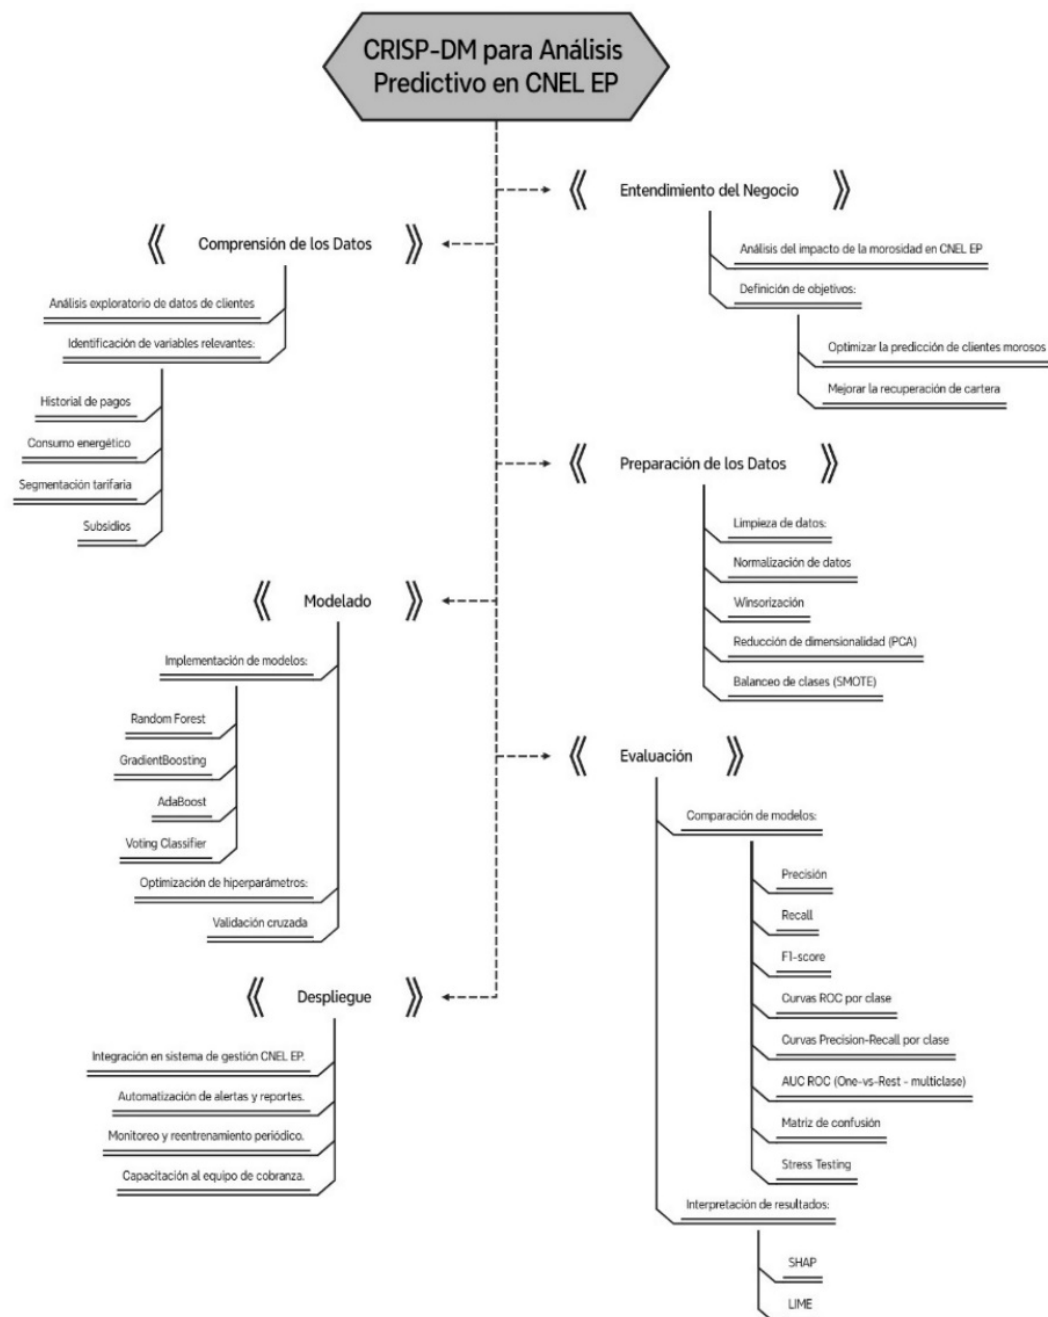 CRISP-DM para Análisis
Predictivo en CNEL EP
Entendimiento del Negocio
Análisis del impacto de la morosidad en CNEL EP
Definición de objetivos:
Optimizar la predicción de clientes morosos
Mejorar la recuperación de cartera
Comprensión de los Datos
Análisis exploratorio de datos de clientes
Identificación de variables relevantes:
Historial de pagos
Consumo energético
Segmentación tarifaria
Subsidios
Preparación de los Datos
Limpieza de datos:
Normalización de datos
Winsorización
Reducción de dimensionalidad (PCA)
Balanceo de clases (SMOTE)
Modelado
Implementación de modelos:
Random Forest
GradientBoosting
AdaBoost
Voting Classifier
Optimización de hiperparámetros:
Validación cruzada
Evaluación
Comparación de modelos:
Precisión
Recall
F1-score
Curvas ROC por clase
Curvas Precision-Recall por clase
AUC ROC (One-vs-Rest - multiclase)
Matriz de confusión
Stress Testing
Interpretación de resultados:
SHAP
LIME
Despliegue
Integración en sistema de gestión CNEL EP.
Automatización de alertas y reportes.
Monitoreo y reentrenamiento periódico.
Capacitación al equipo de cobranza.